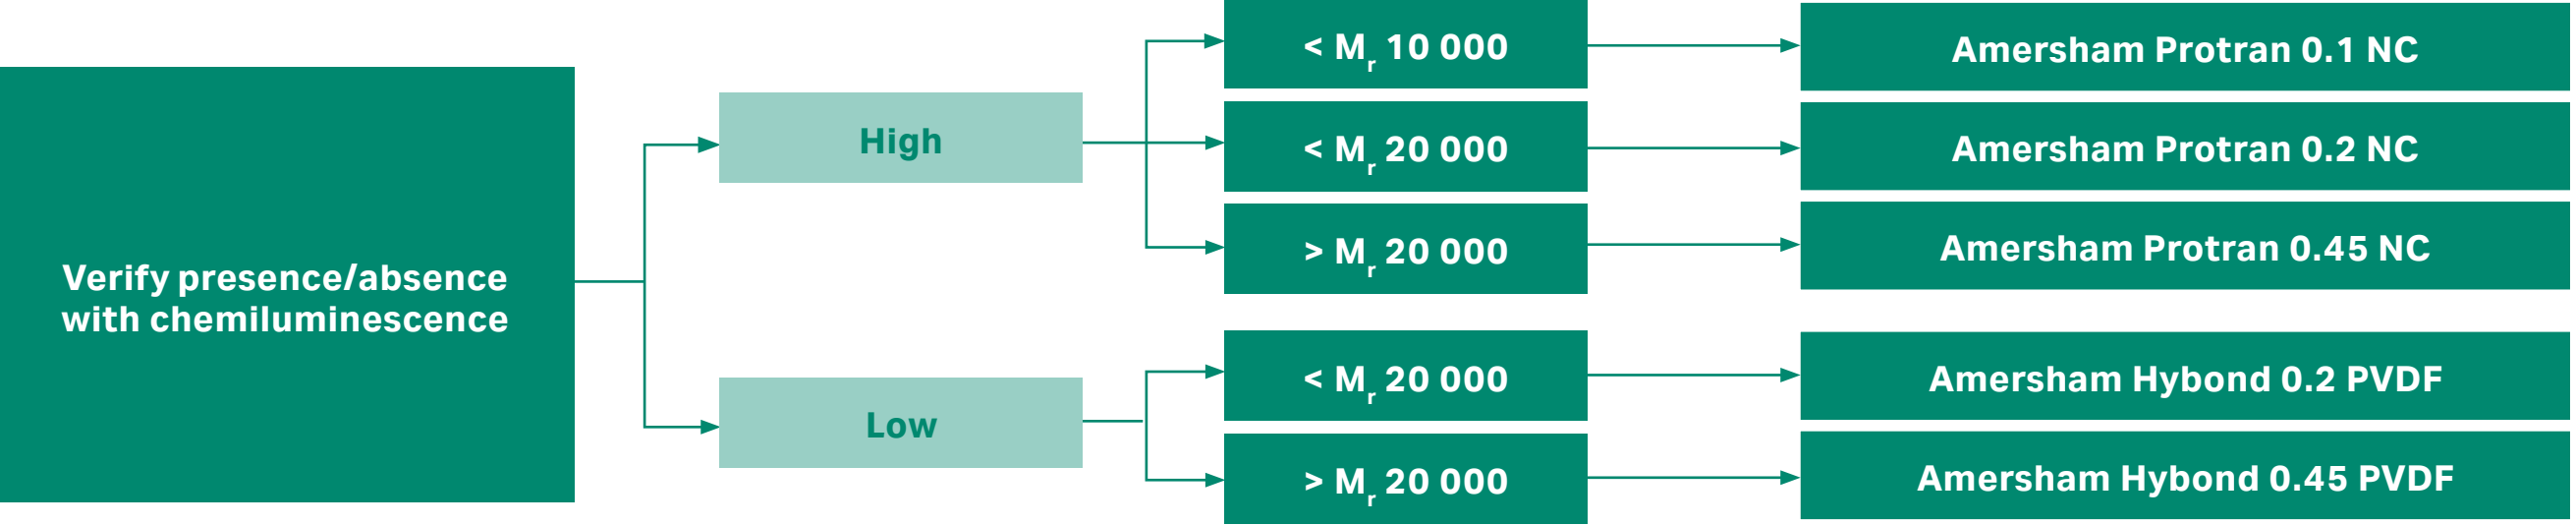 Verify presence/absence
with chemiluminescence
High
< Mr 10 000
Amersham Protran 0.1 NC
< Mr 20 000
Amersham Protran 0.2 NC
> Mr 20 000
Amersham Protran 0.45 NC
Low
< Mr 20 000
Amersham Hybond 0.2 PVDF
> Mr 20 000
Amersham Hybond 0.45 PVDF